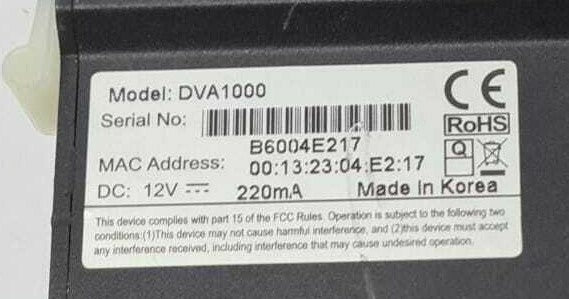 Model: DVA1000
CE
Serial No:
RoHS
B6004E217
Q
MAC Address: 00:13:23:04:E2:17
DC: 12V 220mA Made In Korea
This device complies with part 15 of the FCC Rules. Operation is subject to the following two
conditions:(1)This device may not cause harmful interference, and (2)this device must accept
any interference received, including interference that may cause undesired operation.